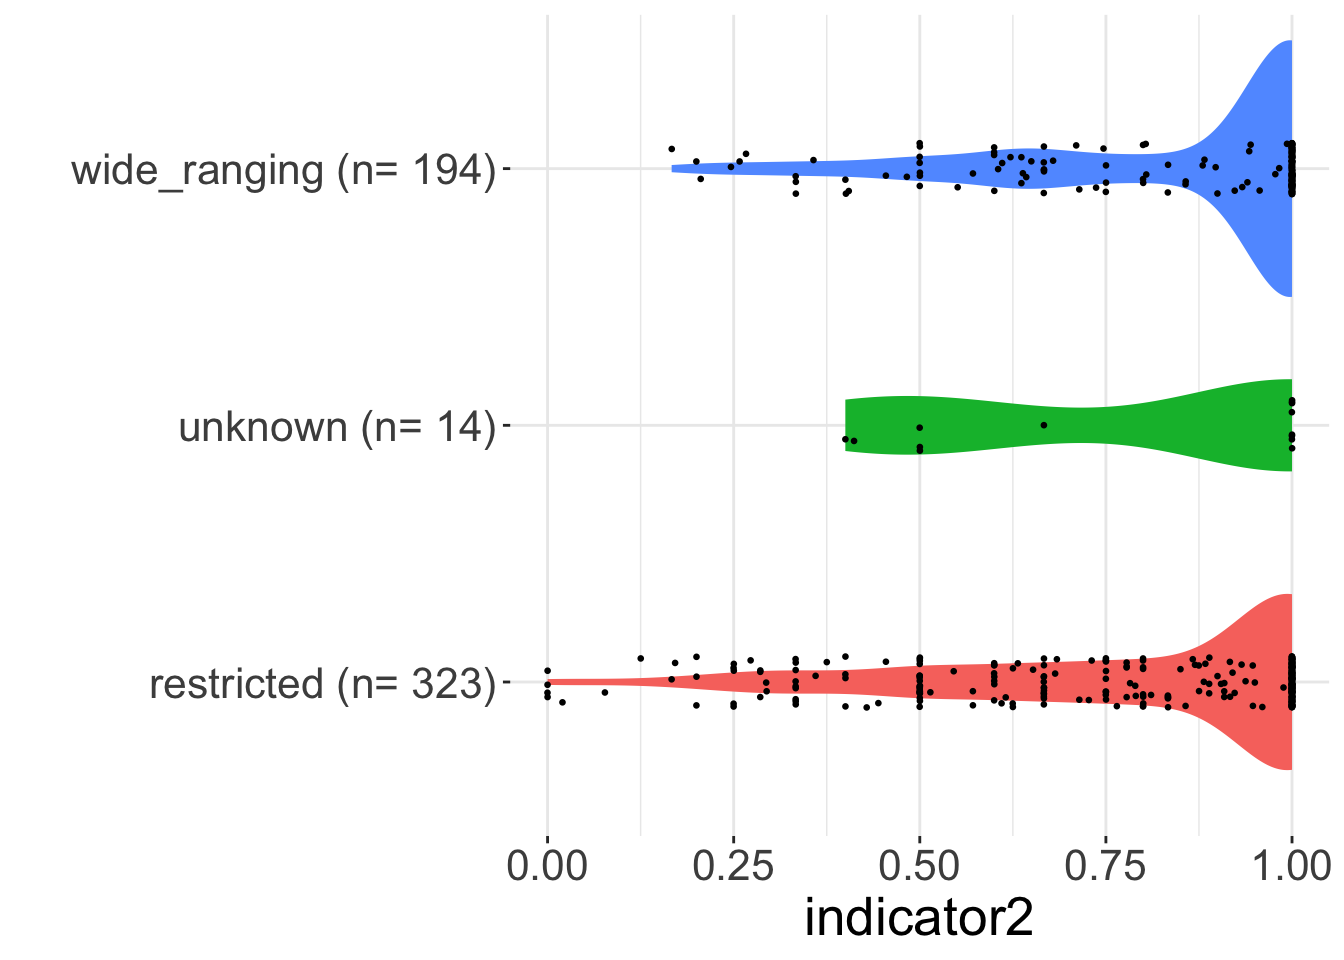 wide_ranging (n= 194)
unknown (n= 14)
restricted (n= 323)
0.00 0.25 0.50 0.75 1.00
indicator2